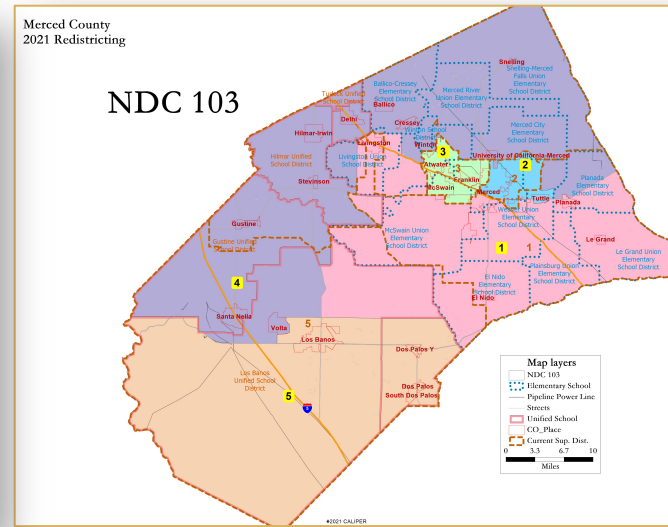 Merced County
2021 Redistricting
NDC 103
Snelling
Snelling-Merced
Falls Union
Elementary
School District
Ballico-Cressey
Elementary
School District
Merced River
Union Elementary
School District
Turlock Unified
School District
Ballico
Delhi
Cressey
Hilmar-Irwin
Livingston
Winton
Merced City
Elementary
School District
3
University of California-Merced
Hilmar Unified
School District
Livingston Union
School District
Atwater
3
2
2
Franklin
Planada
Elementary
School District
Stevinson
McSwain
Merced
Tuttle
Planada
Weaver Union
Elementary
School District
Gustine
Gustine Unified
School District
McSwain Union
Elementary
School District
1
1
Le Grand
Le Grand Union
Elementary
School District
Plainsburg Union
Elementary
School District
El Nido
Elementary
School District
El Nido
4
Santa Nella
Volta
5
Los Banos
Dos Palos Y
Los Banos
Unified School
District
Dos Palos
South Dos Palos
5
Map layers
NDC 103
Elementary School
Pipeline Power Line
Streets
Unified School
CO_Place
Current Sup. Dist.
0 3.3 6.7 10
Miles
©2021 CALIPER